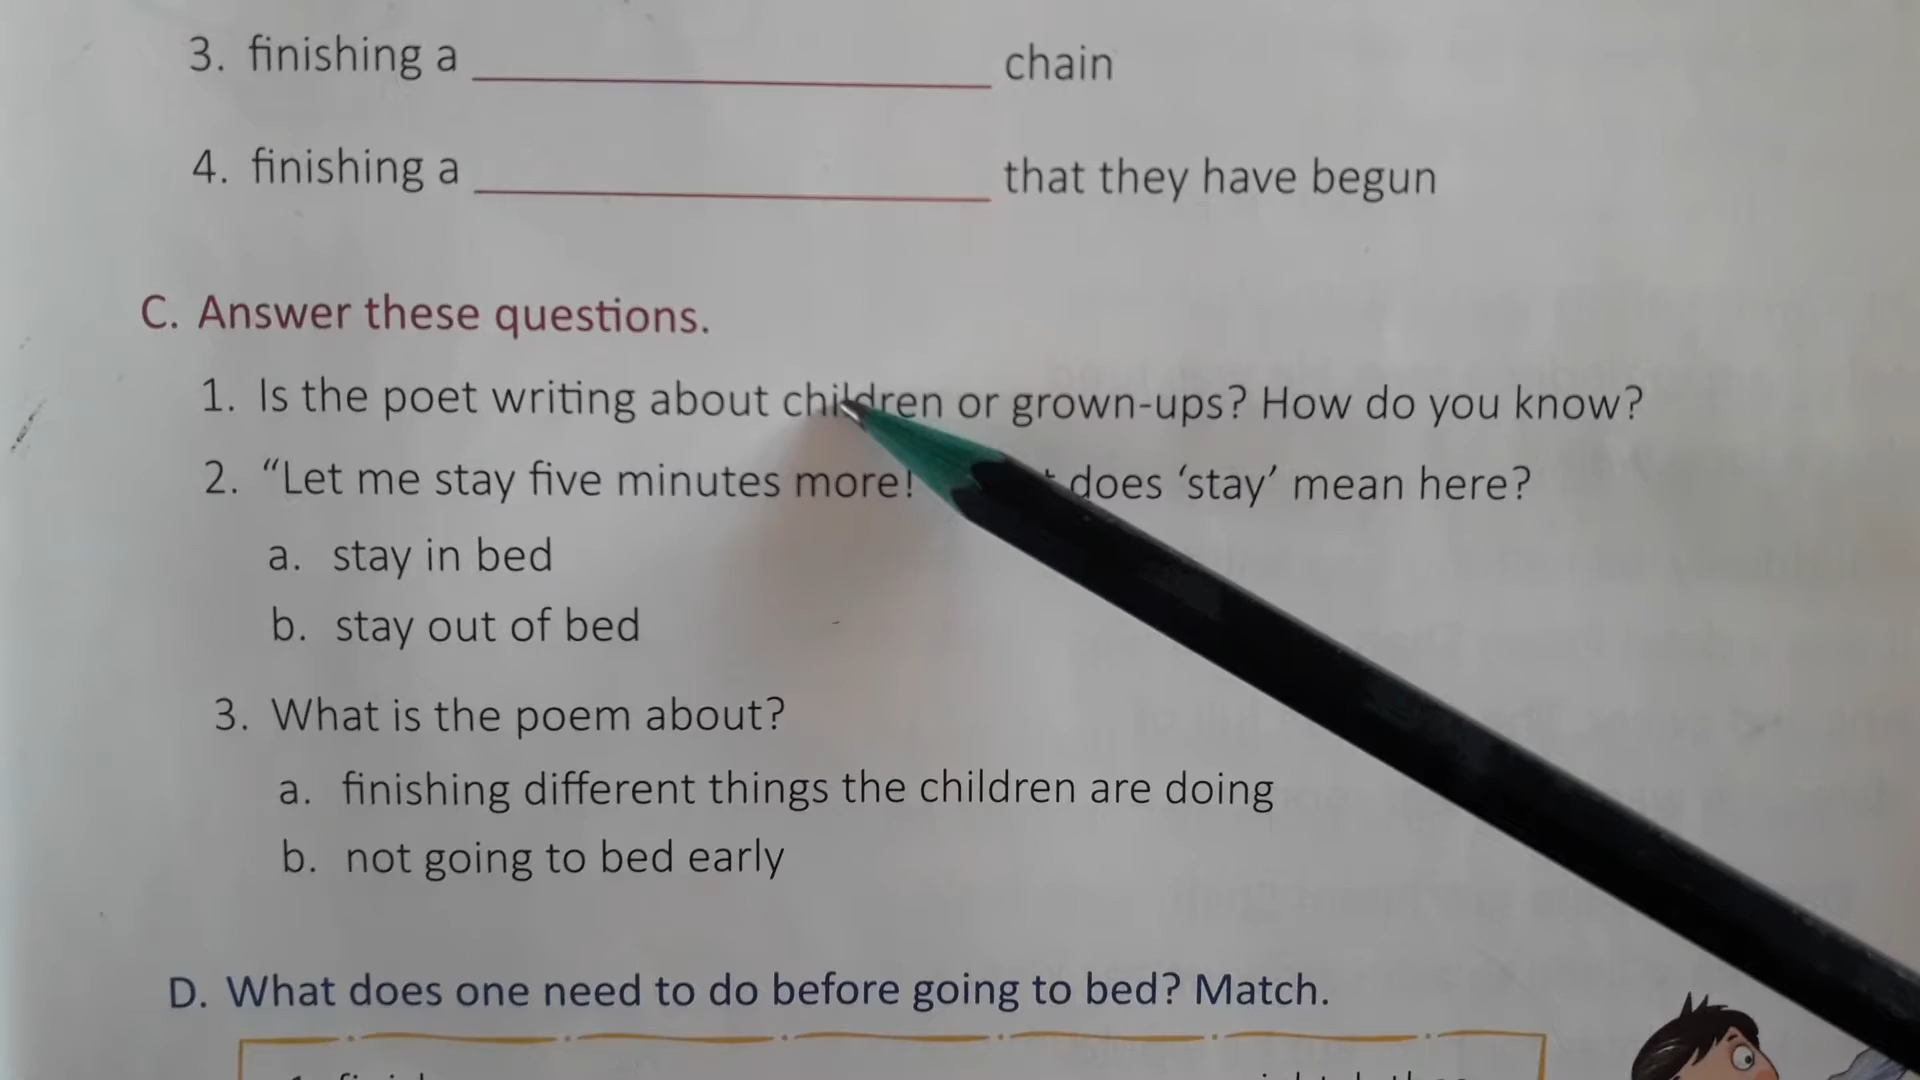 3. finishing a ____________ chain
4. finishing a ____________ that they have begun
C. Answer these questions.
1. Is the poet writing about children or grown-ups? How do you know?
2. “Let me stay five minutes more! does ‘stay’ mean here?
a. stay in bed
b. stay out of bed
3. What is the poem about?
a. finishing different things the children are doing
b. not going to bed early
D. What does one need to do before going to bed? Match.